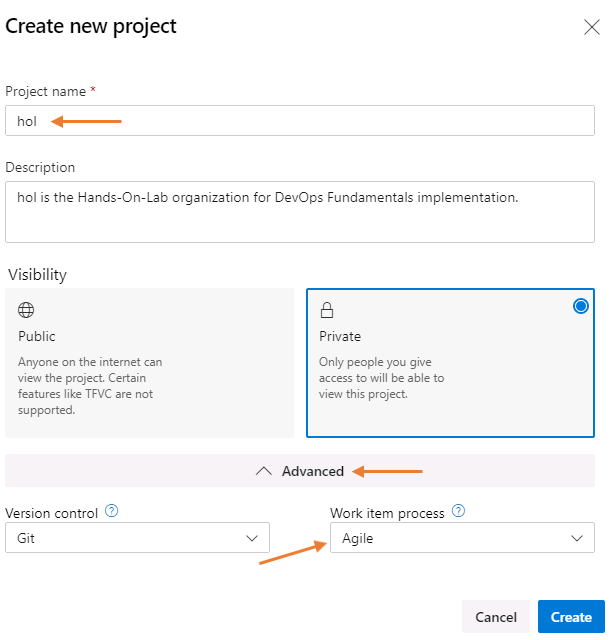 Create new project
Project name *
hol
Description
hol is the Hands-On-Lab organization for DevOps Fundamentals implementation.
Visibility
Public
Anyone on the internet can
view the project. Certain
features like TFVC are not
supported.
Private
Only people you give
access to will be able to
view this project.
Advanced
Version control ?
Git
Work item process ?
Agile
Cancel
Create